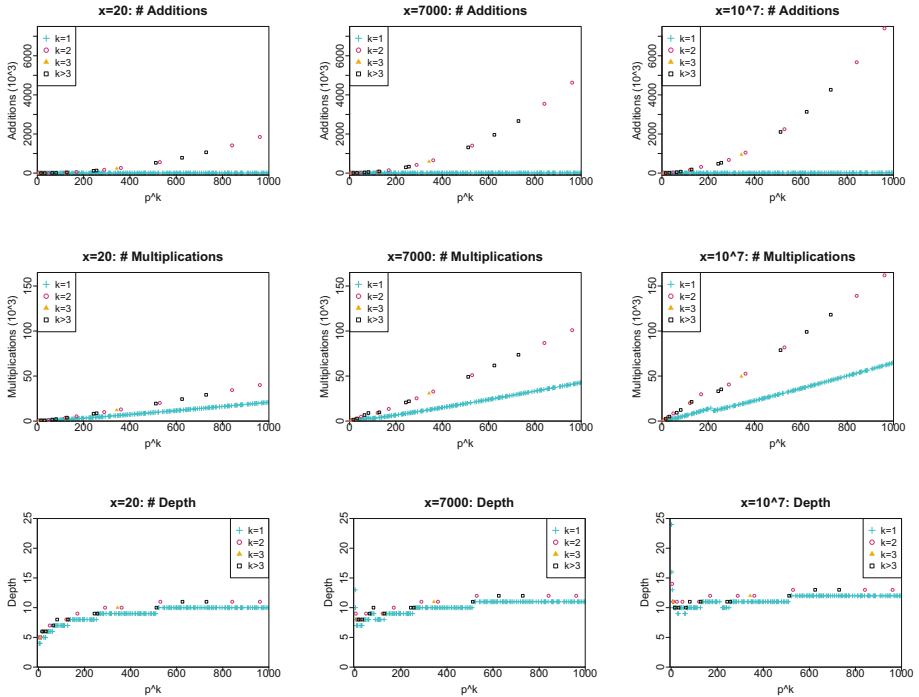 x=20: # Additions
Additions (10^3)
0 2000 4000 6000
k=1
k=2
k=3
k>3
0 200 400 600 800 1000
p^k
x=7000: # Additions
Additions (10^3)
0 2000 4000 6000
k=1
k=2
k=3
k>3
0 200 400 600 800 1000
p^k
x=10^7: # Additions
Additions (10^3)
0 2000 4000 6000
k=1
k=2
k=3
k>3
0 200 400 600 800 1000
p^k
x=20: # Multiplications
Multiplications (10^3)
0 50 100 150
k=1
k=2
k=3
k>3
0 200 400 600 800 1000
p^k
x=7000: # Multiplications
Multiplications (10^3)
0 50 100 150
k=1
k=2
k=3
k>3
0 200 400 600 800 1000
p^k
x=10^7: # Multiplications
Multiplications (10^3)
0 50 100 150
k=1
k=2
k=3
k>3
0 200 400 600 800 1000
p^k
x=20: # Depth
Depth
0 5 10 15 20 25
k=1
k=2
k=3
k>3
0 200 400 600 800 1000
p^k
x=7000: Depth
Depth
0 5 10 15 20 25
k=1
k=2
k=3
k>3
0 200 400 600 800 1000
p^k
x=10^7: Depth
Depth
0 5 10 15 20 25
k=1
k=2
k=3
k>3
0 200 400 600 800 1000
p^k